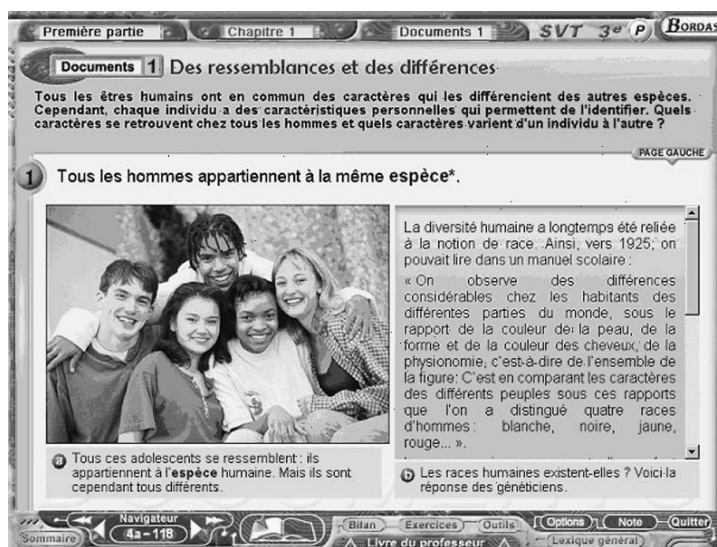 Première partie
Chapitre 1
Documents 1
SVT 3e P
BORDAS
Documents 1 Des ressemblances et des différences
Tous les êtres humains ont en commun des caractères qui les différencient des autres espèces.
Cependant, chaque individu a des caractéristiques personnelles qui permettent de l'identifier. Quels
caractères se retrouvent chez tous les hommes et quels caractères varient d'un individu à l'autre ?
PAGE GAUCHE
1 Tous les hommes appartiennent à la même espèce*.
La diversité humaine a longtemps été reliée
à la notion de race. Ainsi, vers 1925, on
pouvait lire dans un manuel scolaire :
« On observe des différences
considérables chez les habitants des
différentes parties du monde, sous le
rapport de la couleur de la peau, de la
forme et de la couleur des cheveux, de la
physionomie, c'est-à-dire de l'ensemble de
la figure. C'est en comparant les caractères
des différents peuples sous ces rapports
que l'on a distingué quatre races
d'hommes : blanche, noire, jaune,
rouge... ».
a Tous ces adolescents se ressemblent : ils
appartiennent à l'espèce humaine. Mais ils sont
cependant tous différents.
b Les races humaines existent-elles ? Voici la
réponse des généticiens.
Navigateur
4a-118
Sommaire
Bilan
Exercices
Outils
Options
Note
Quitter
Livre du professeur
Lexique général